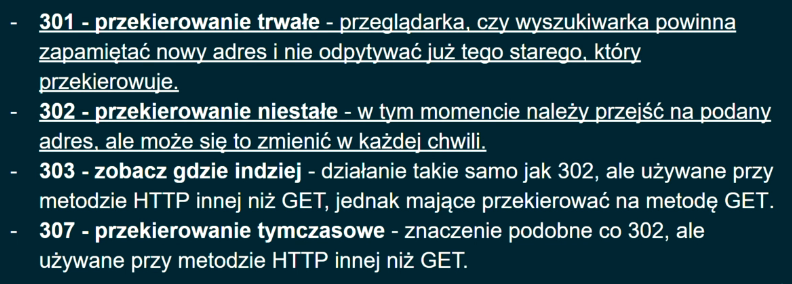 - 301 - przekierowanie trwałe - przeglądarka, czy wyszukiwarka powinna
zapamiętać nowy adres i nie odpytywać już tego starego, który
przekierowuje.
- 302 - przekierowanie niestałe - w tym momencie należy przejść na podany
adres, ale może się to zmienić w każdej chwili.
- 303 - zobacz gdzie indziej - działanie takie samo jak 302, ale używane przy
metodzie HTTP innej niż GET, jednak mające przekierować na metodę GET.
- 307 - przekierowanie tymczasowe - znaczenie podobne co 302, ale
używane przy metodzie HTTP innej niż GET.